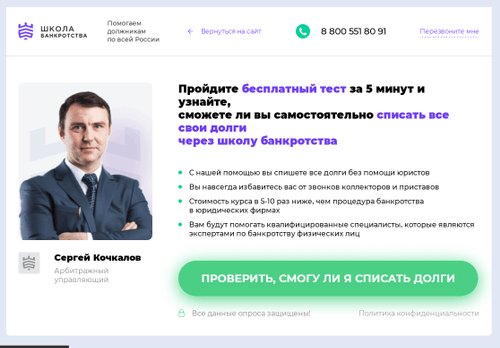 ШКОЛА
БАНКРОТСТВА
Помогаем
должникам
по всей России
Вернуться на сайт
8 800 551 80 91
Перезвоните мне
Пройдите бесплатный тест за 5 минут и
узнайте,
сможете ли вы самостоятельно списать все
свои долги
через школу банкротства
С нашей помощью вы спишете все долги без помощи юристов
Вы навсегда избавитесь вас от звонков коллекторов и приставов
Стоимость курса в 5-10 раз ниже, чем процедура банкротства
в юридических фирмах
Вам будут помогать квалифицированные специалисты, которые являются
экспертами по банкротству физических лиц
Сергей Кочкалов
Арбитражный
управляющий
ПРОВЕРИТЬ, СМОГУ ЛИ Я СПИСАТЬ ДОЛГИ
Все данные опроса защищены!
Политика конфиденциальности